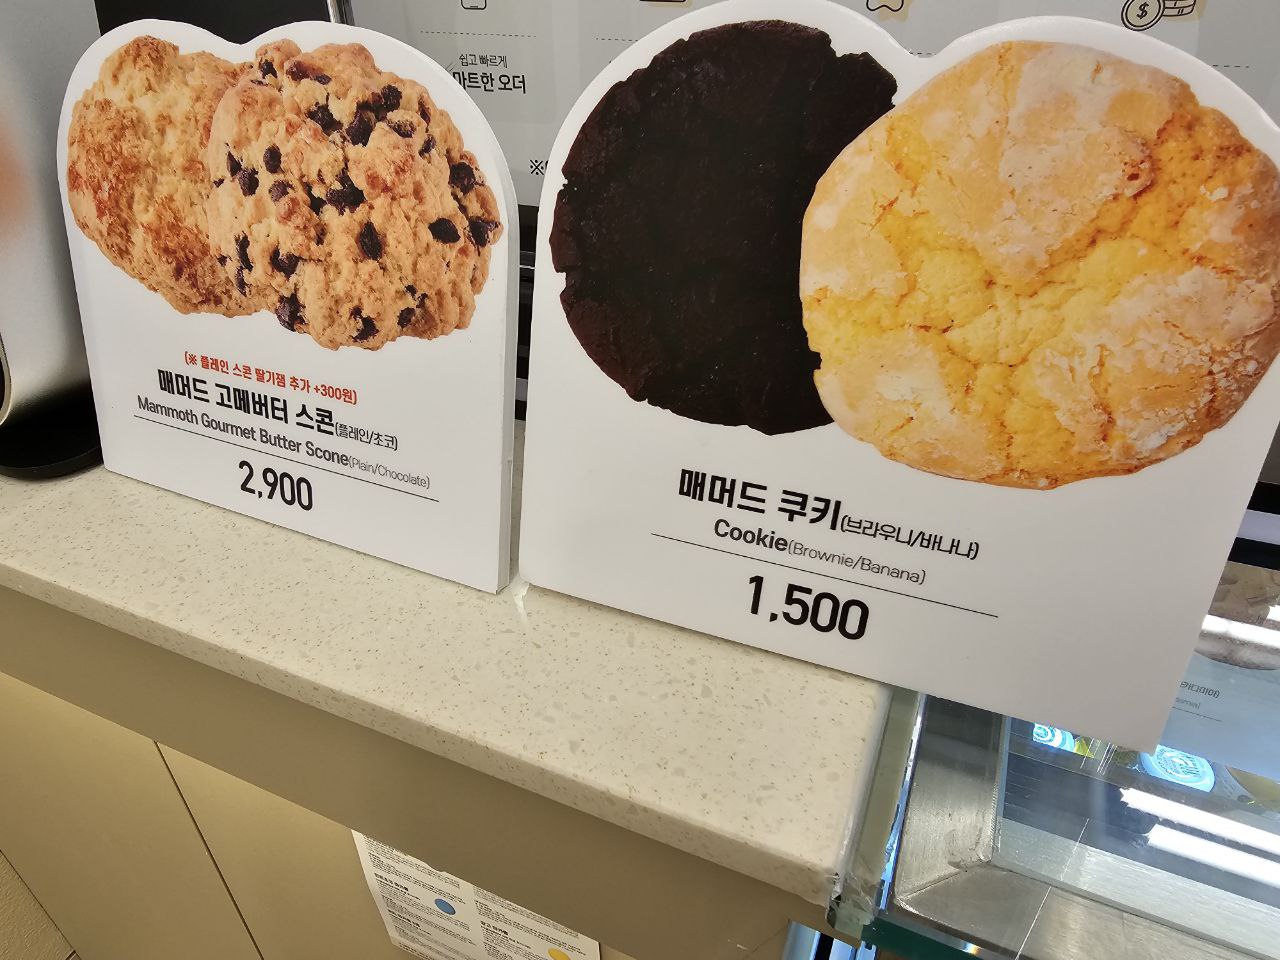 쉽고 빠르게
마트한 오더
(※ 플레인 스콘 딸기잼 추가 +300원)
매머드 고메버터 스콘(플레인/초코)
Mammoth Gourmet Butter Scone(Plain/Chocolate)
2,900
매머드 쿠키(브라우니/바나나)
Cookie(Brownie/Banana)
1,500